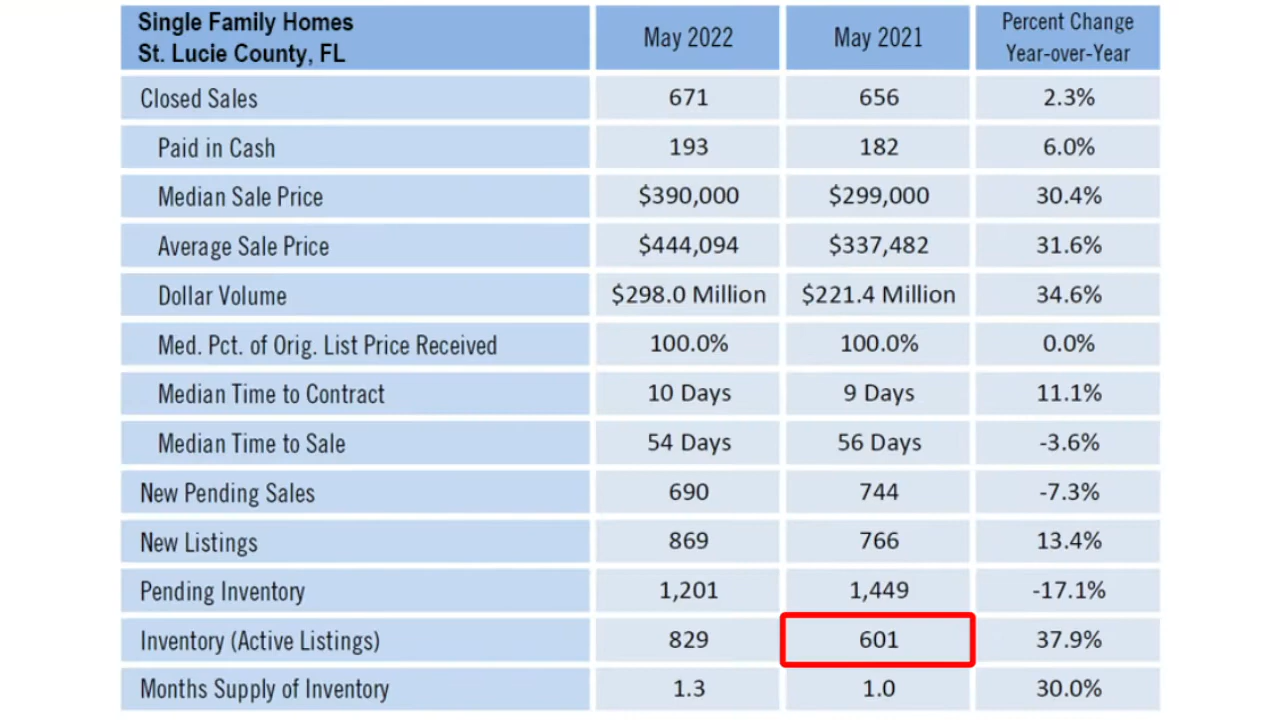 Single Family Homes
St. Lucie County, FL
May 2022
May 2021
Percent Change
Year-over-Year
Closed Sales 671 656 2.3%
Paid in Cash 193 182 6.0%
Median Sale Price $390,000 $299,000 30.4%
Average Sale Price $444,094 $337,482 31.6%
Dollar Volume $298.0 Million $221.4 Million 34.6%
Med. Pct. of Orig. List Price Received 100.0% 100.0% 0.0%
Median Time to Contract 10 Days 9 Days 11.1%
Median Time to Sale 54 Days 56 Days -3.6%
New Pending Sales 690 744 -7.3%
New Listings 869 766 13.4%
Pending Inventory 1,201 1,449 -17.1%
Inventory (Active Listings) 829 601 37.9%
Months Supply of Inventory 1.3 1.0 30.0%